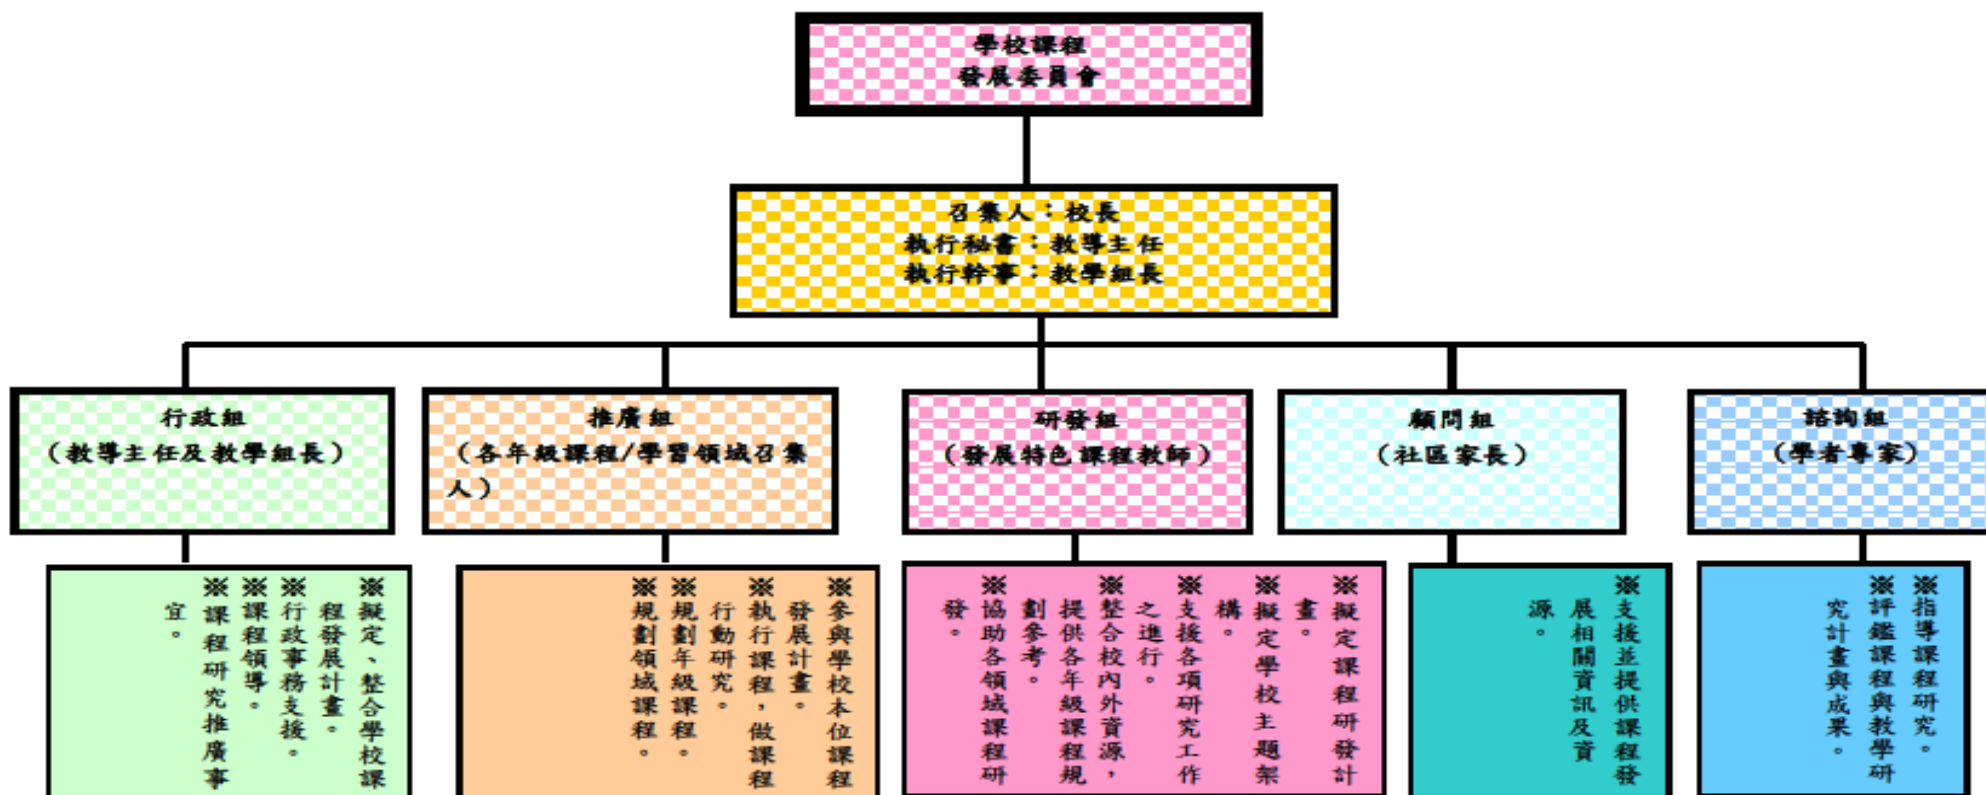 學校課程
發展委員會
召集人：校長
執行秘書：教導主任
執行幹事：教學組長
行政組
（教導主任及教學組長）
推廣組
（各年級課程/學習領域召集
人）
研發組
（發展特色課程教師）
顧問組
（社區家長）
諮詢組
（學者專家）
※擬定、整合學校課
程發展計畫。
※行政事務支援。
※課程領導。
※課程研究推廣事
宜。
※參與學校本位課程
發展計畫。
※執行課程，做課程
行動研究。
※規劃年級課程。
※規劃領域課程。
※擬定課程研發計
畫。
※擬定學校主題架
構。
※支援各項研究工作
之進行。
※整合校內外資源，
提供各年級課程規
劃參考。
※協助各領域課程研
發。
※支援並提供課程發
展相關資訊及資
源。
※指導課程研究。
※評鑑課程與教學研
究計畫與成果。